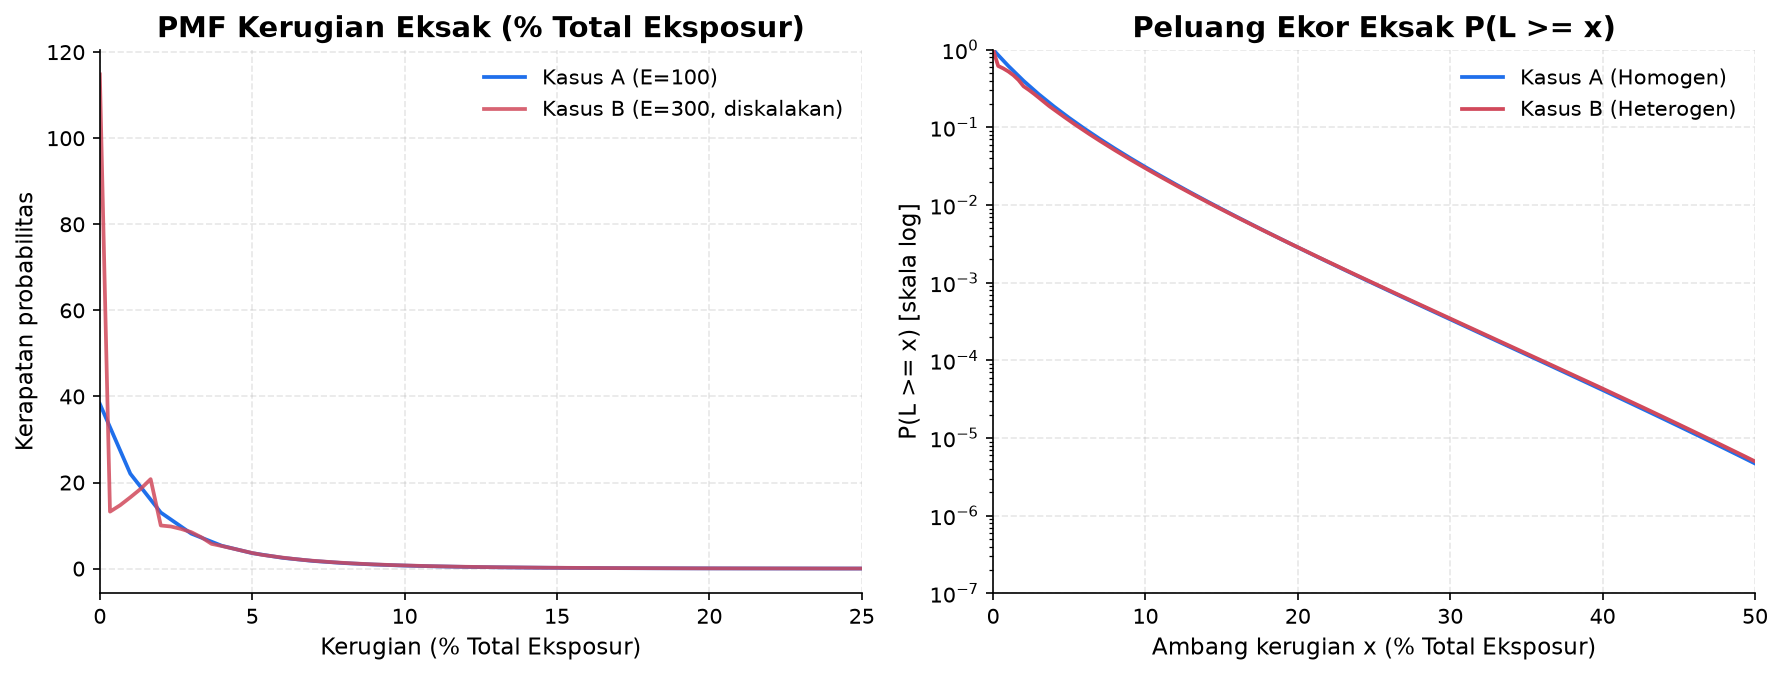 PMF Kerugian Eksak (% Total Eksposur)
Kerapatan probabilitas
120
100
80
60
40
20
0
Kasus A (E=100)
Kasus B (E=300, diskalakan)
0 5 10 15 20 25
Kerugian (% Total Eksposur)
Peluang Ekor Eksak P(L >= x)
P(L >= x) [skala log]
10⁰
10⁻¹
10⁻²
10⁻³
10⁻⁴
10⁻⁵
10⁻⁶
10⁻⁷
Kasus A (Homogen)
Kasus B (Heterogen)
0 10 20 30 40 50
Ambang kerugian x (% Total Eksposur)